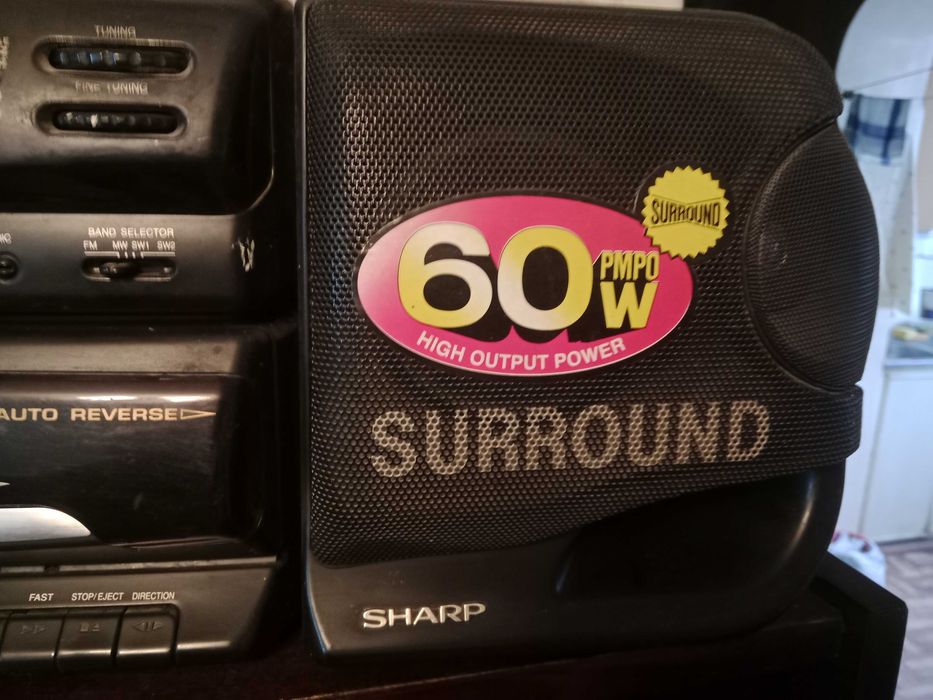 TUNING
FINE TUNING
BAND SELECTOR
FM MW SW1 SW2
AUTO REVERSE
FAST STOP/EJECT DIRECTION
SURROUND
60 PMPO W
HIGH OUTPUT POWER
SURROUND
SHARP